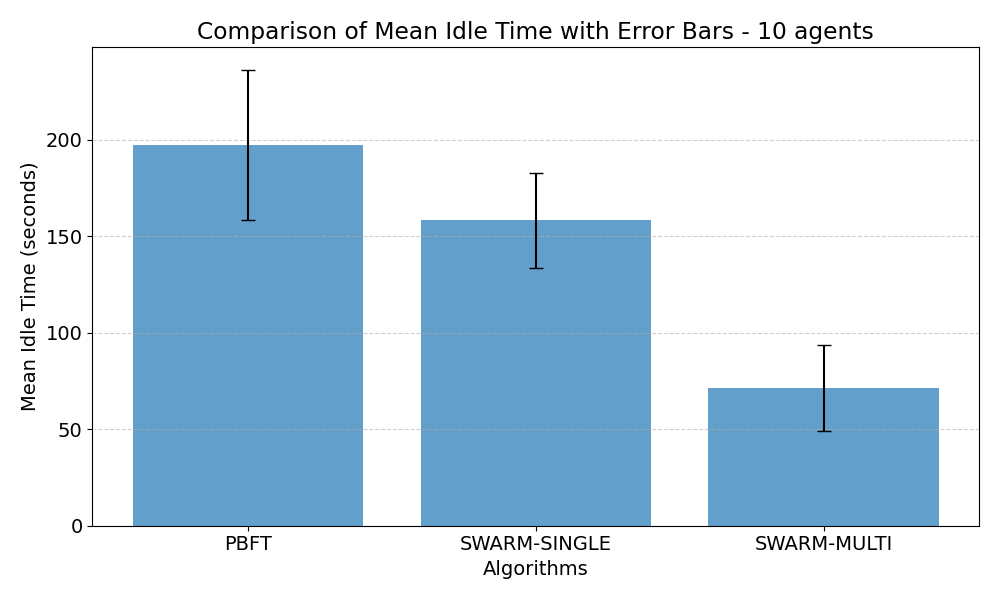 Comparison of Mean Idle Time with Error Bars - 10 agents
Mean Idle Time (seconds)
200
150
100
50
0
PBFT
SWARM-SINGLE
SWARM-MULTI
Algorithms